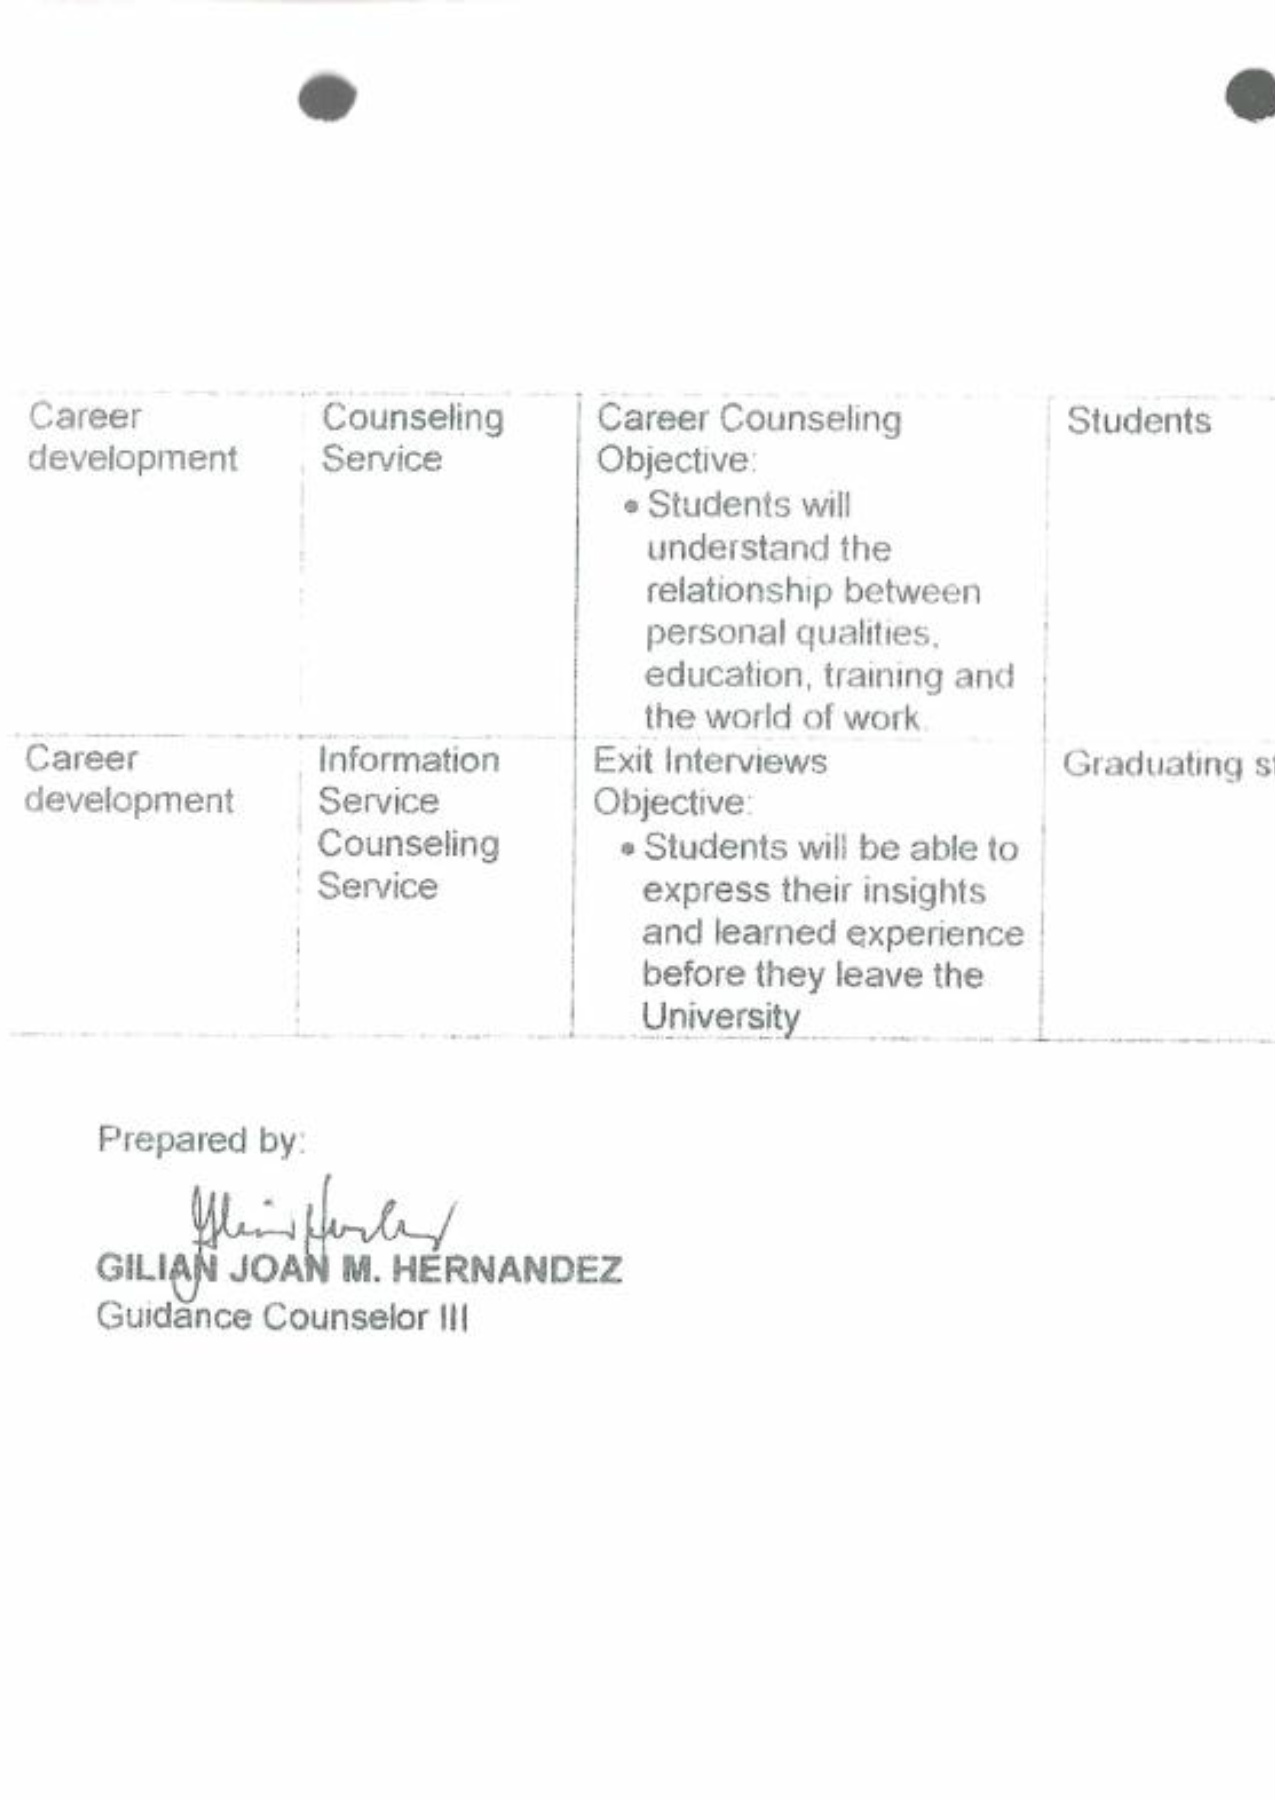 Career development
Counseling Service
Career Counseling
Objective:
• Students will
understand the
relationship between
personal qualities,
education, training and
the world of work.
Students
Career development
Information Service
Counseling Service
Exit Interviews
Objective:
• Students will be able to
express their insights
and learned experience
before they leave the
University
Graduating
Prepared by:
GILIAN JOAN M. HERNANDEZ
Guidance Counselor III